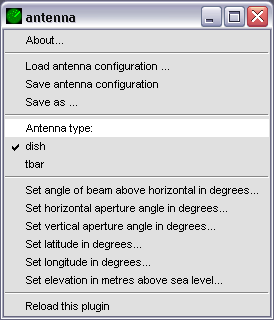 antenna
About...
Load antenna configuration ...
Save antenna configuration
Save as ...
Antenna type:
dish
tbar
Set angle of beam above horizontal in degrees...
Set horizontal aperture angle in degrees...
Set vertical aperture angle in degrees...
Set latitude in degrees...
Set longitude in degrees...
Set elevation in metres above sea level...
Reload this plugin